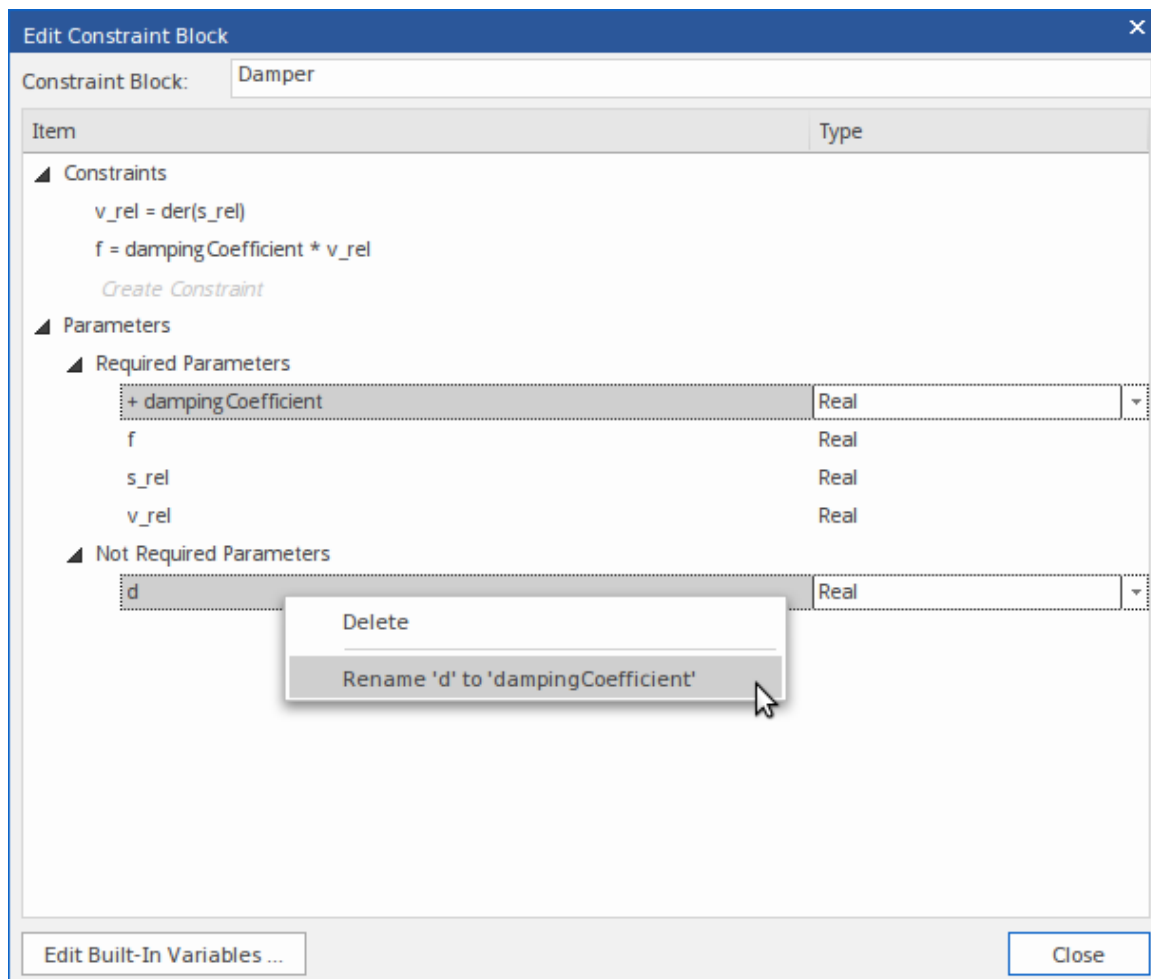 Edit Constraint Block
Constraint Block: Damper
Item Type
Constraints
v_rel = der(s_rel)
f = dampingCoefficient * v_rel
Create Constraint
Parameters
Required Parameters
+ dampingCoefficient Real
f Real
s_rel Real
v_rel Real
Not Required Parameters
d Real
Delete
Rename 'd' to 'dampingCoefficient'
Edit Built-In Variables ... Close